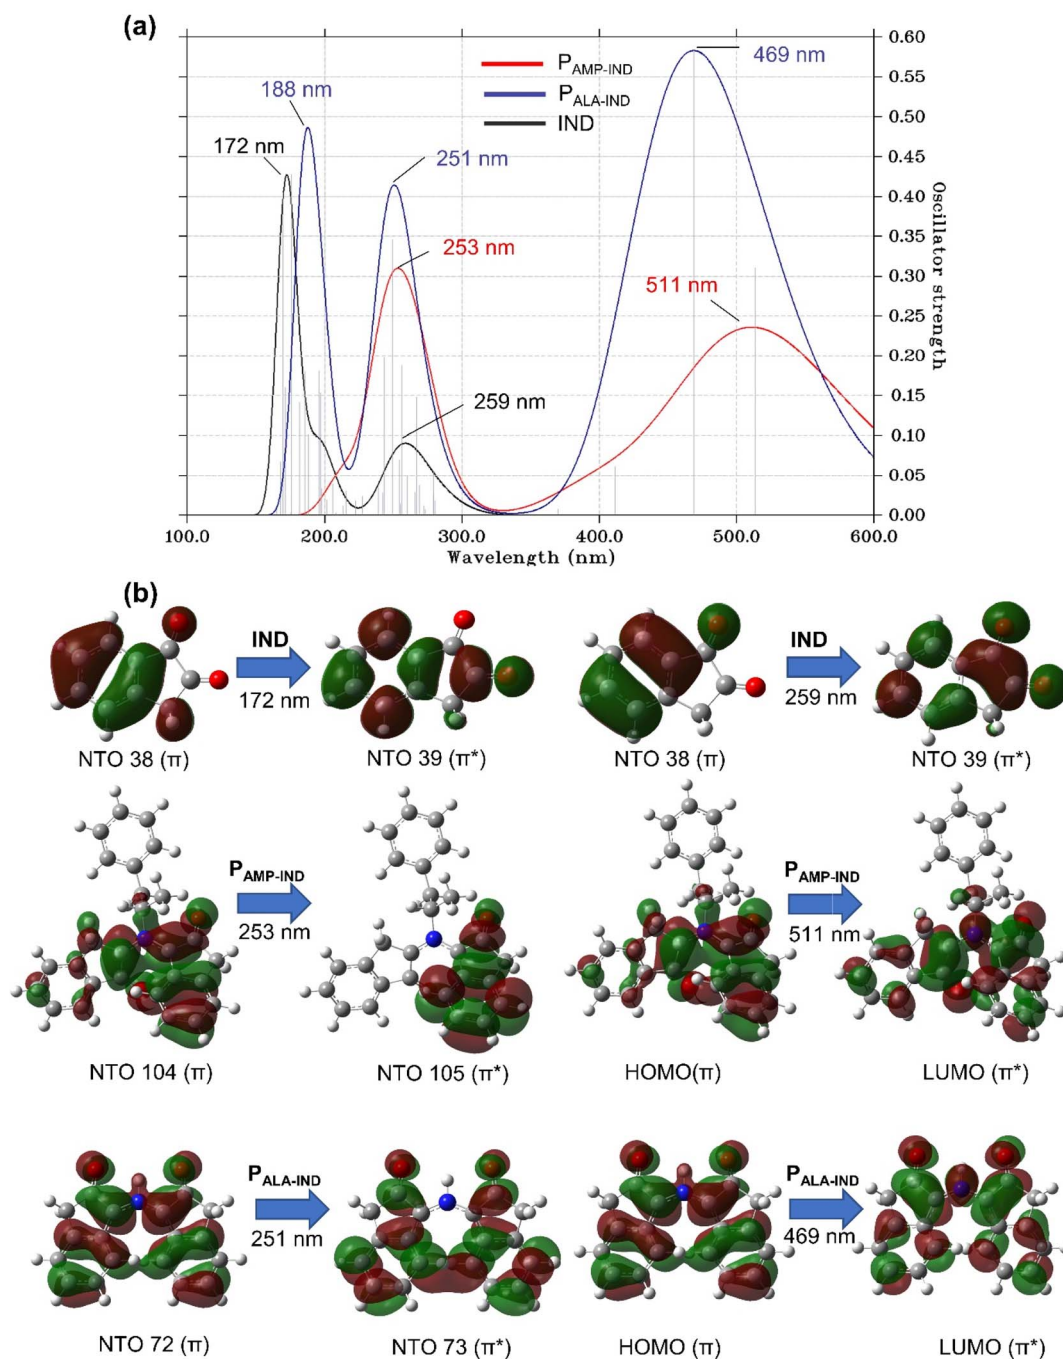 (a)
469 nm
P_AMP-IND
P_ALA-IND
IND
188 nm
172 nm
251 nm
253 nm
511 nm
259 nm
0.60
0.55
0.50
0.45
0.40
0.35
0.30
0.25
0.20
0.15
0.10
0.05
0.00
Oscillator strength
100.0 200.0 300.0 400.0 500.0 600.0
Wavelength (nm)
(b)
IND
172 nm
IND
259 nm
NTO 38 (π) NTO 39 (π*) NTO 38 (π) NTO 39 (π*)
P_AMP-IND
253 nm
P_AMP-IND
511 nm
NTO 104 (π) NTO 105 (π*) HOMO(π) LUMO (π*)
P_ALA-IND
251 nm
P_ALA-IND
469 nm
NTO 72 (π) NTO 73 (π*) HOMO (π) LUMO (π*)